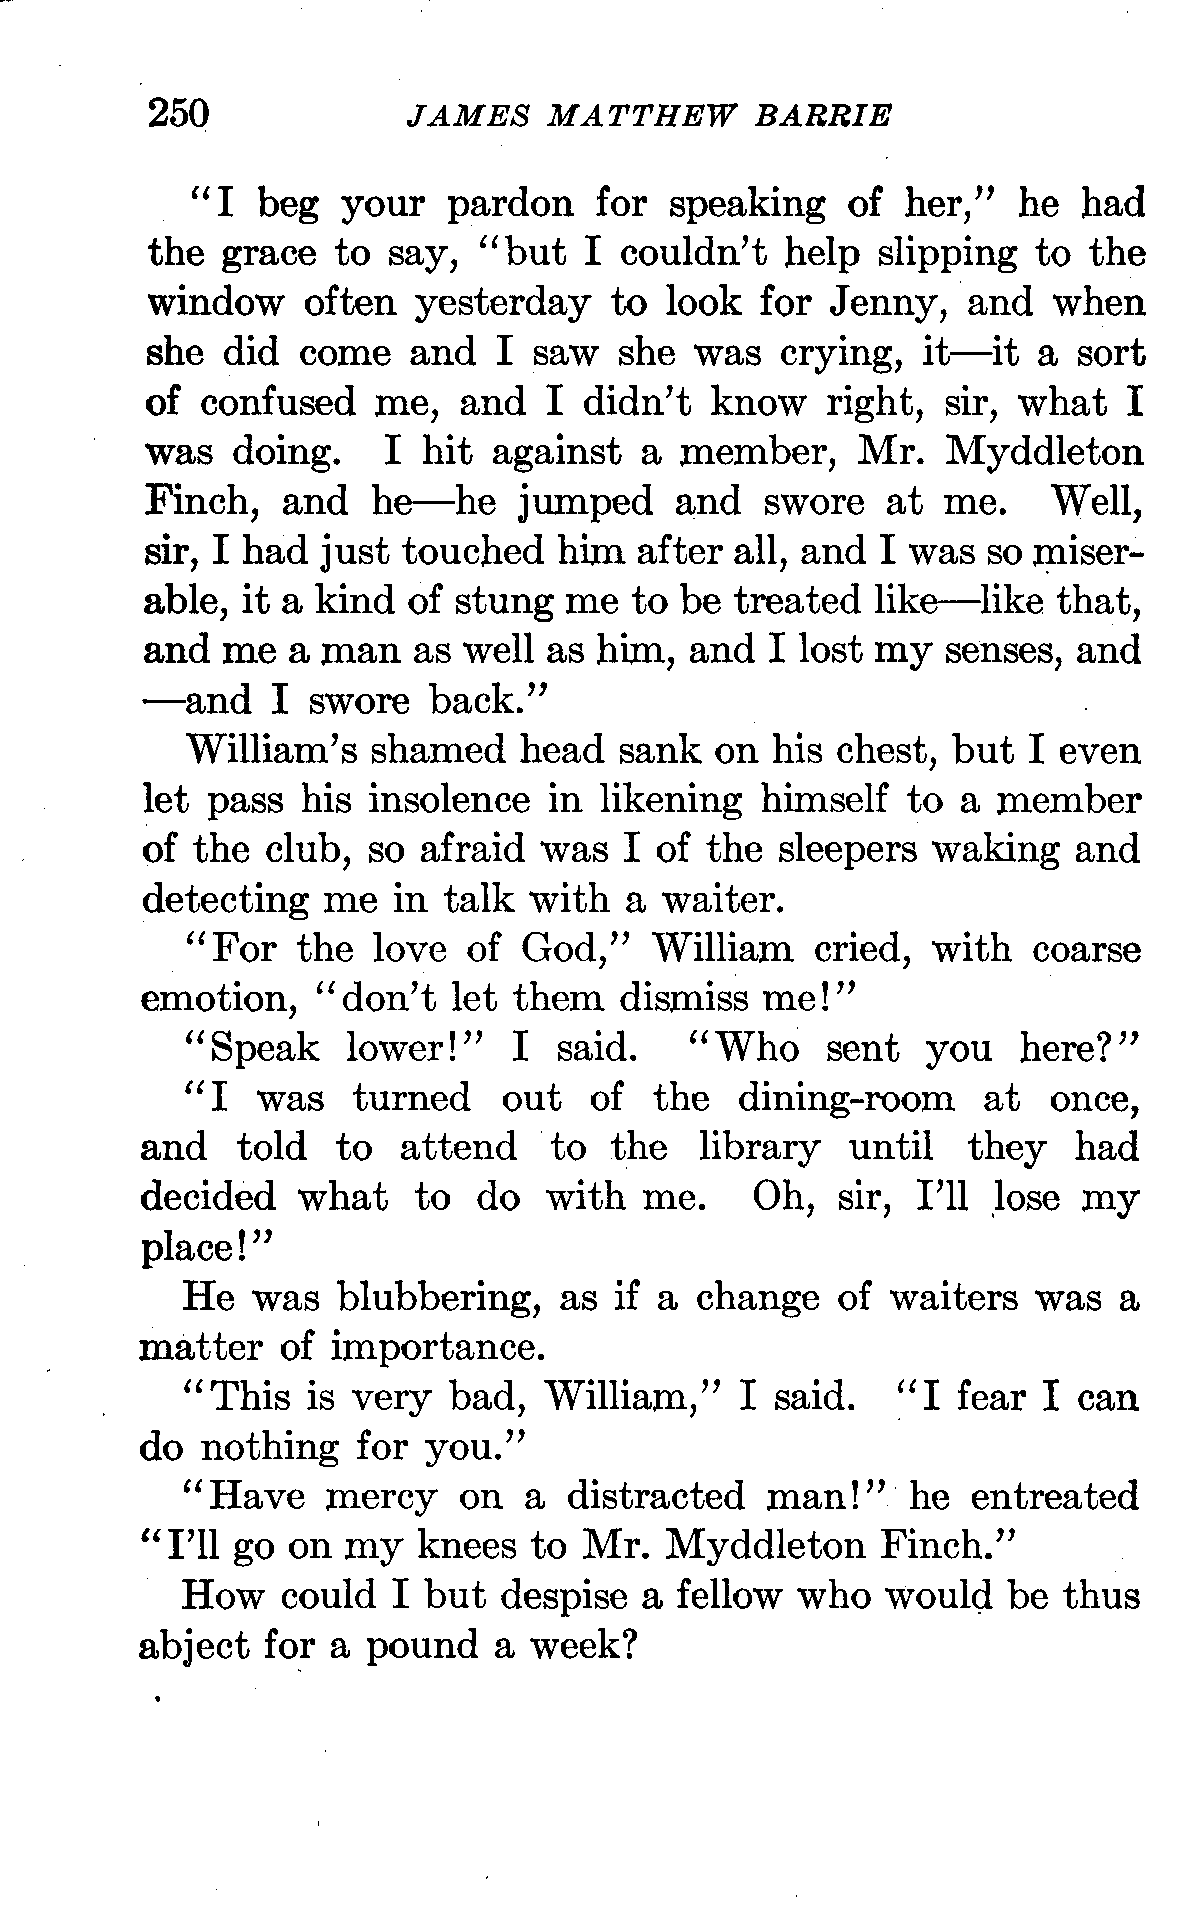 250 JAMES MATTHEW BARRIE
"I beg your pardon for speaking of her," he had
the grace to say, "but I couldn't help slipping to the
window often yesterday to look for Jenny, and when
she did come and I saw she was crying, it—it a sort
of confused me, and I didn't know right, sir, what I
was doing. I hit against a member, Mr. Myddleton
Finch, and he—he jumped and swore at me. Well,
sir, I had just touched him after all, and I was so miser-
able, it a kind of stung me to be treated like—like that,
and me a man as well as him, and I lost my senses, and
—and I swore back."
William's shamed head sank on his chest, but I even
let pass his insolence in likening himself to a member
of the club, so afraid was I of the sleepers waking and
detecting me in talk with a waiter.
"For the love of God," William cried, with coarse
emotion, "don't let them dismiss me!"
"Speak lower!" I said. "Who sent you here?"
"I was turned out of the dining-room at once,
and told to attend to the library until they had
decided what to do with me. Oh, sir, I'll lose my
place!"
He was blubbering, as if a change of waiters was a
matter of importance.
"This is very bad, William," I said. "I fear I can
do nothing for you."
"Have mercy on a distracted man!" he entreated
"I'll go on my knees to Mr. Myddleton Finch."
How could I but despise a fellow who would be thus
abject for a pound a week?